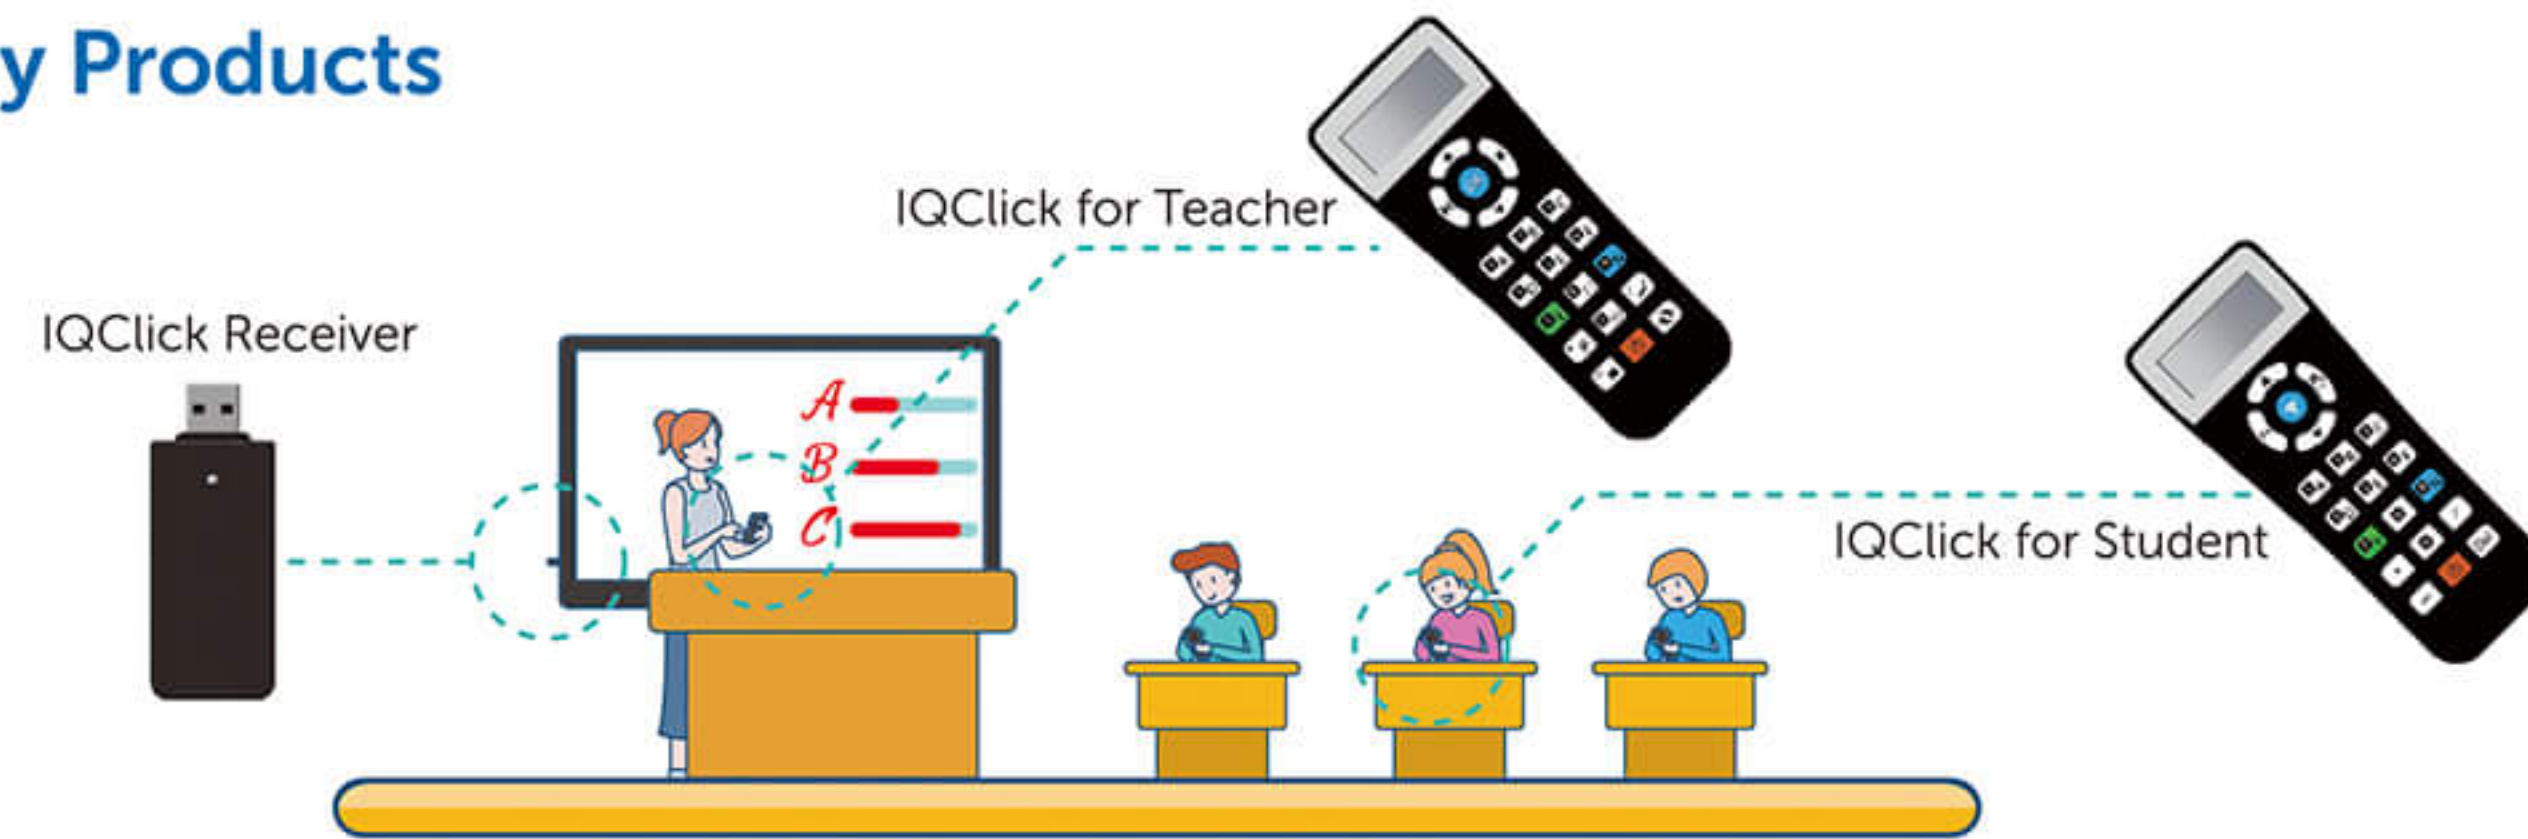 y Products
IQClick for Teacher
IQClick Receiver
A
B
C
IQClick for Student